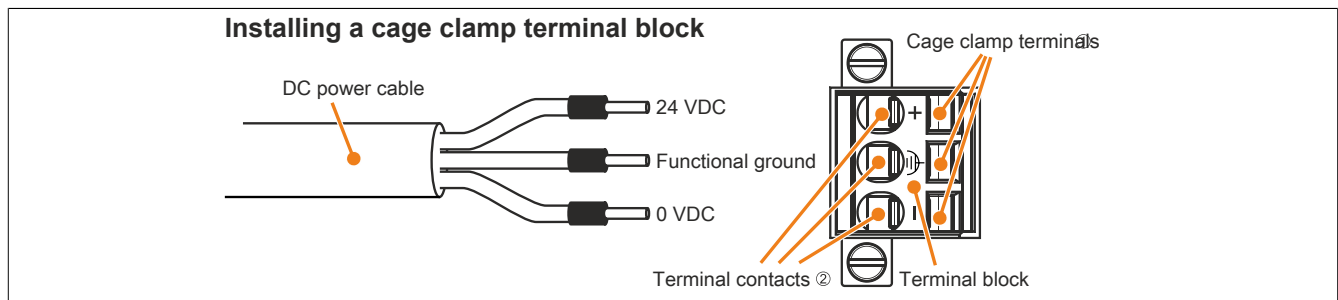 Installing a cage clamp terminal block
Cage clamp terminals ①
DC power cable
24 VDC
+
Functional ground
0 VDC
–
Terminal contacts ②
Terminal block